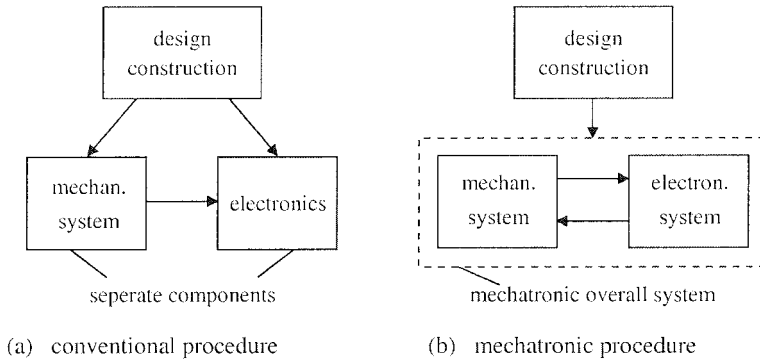 design
construction
mechan.
system
electronics
seperate components
(a) conventional procedure
design
construction
mechan.
system
electron.
system
mechatronic overall system
(b) mechatronic procedure